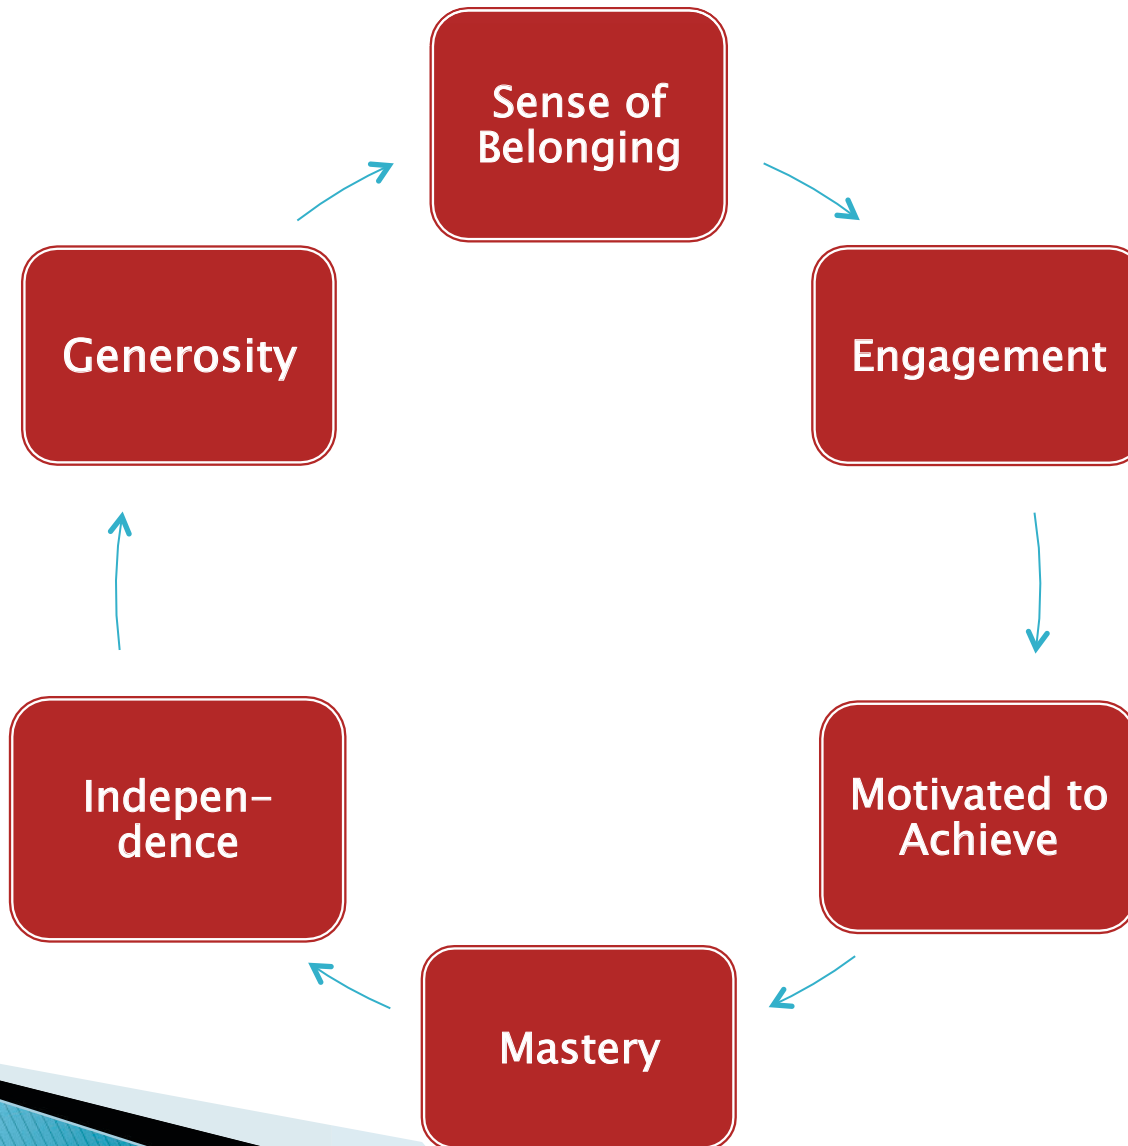 Sense of
Belonging
Engagement
Motivated to
Achieve
Mastery
Indepen-
dence
Generosity